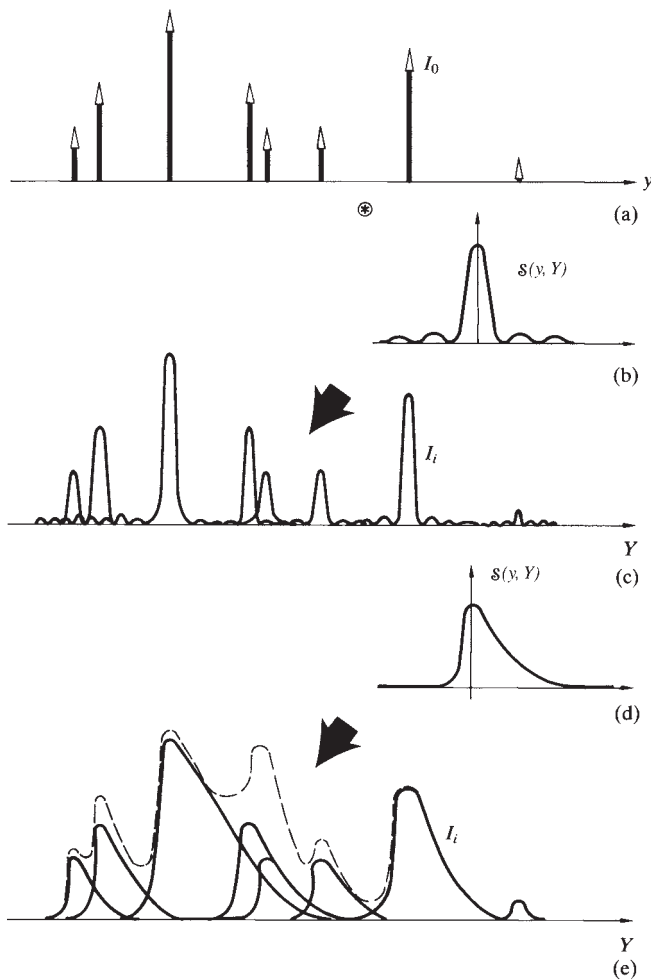 I₀
y
(a)
⊛
𝒮(y, Y)
(b)
Iᵢ
Y
(c)
𝒮(y, Y)
(d)
Iᵢ
Y
(e)